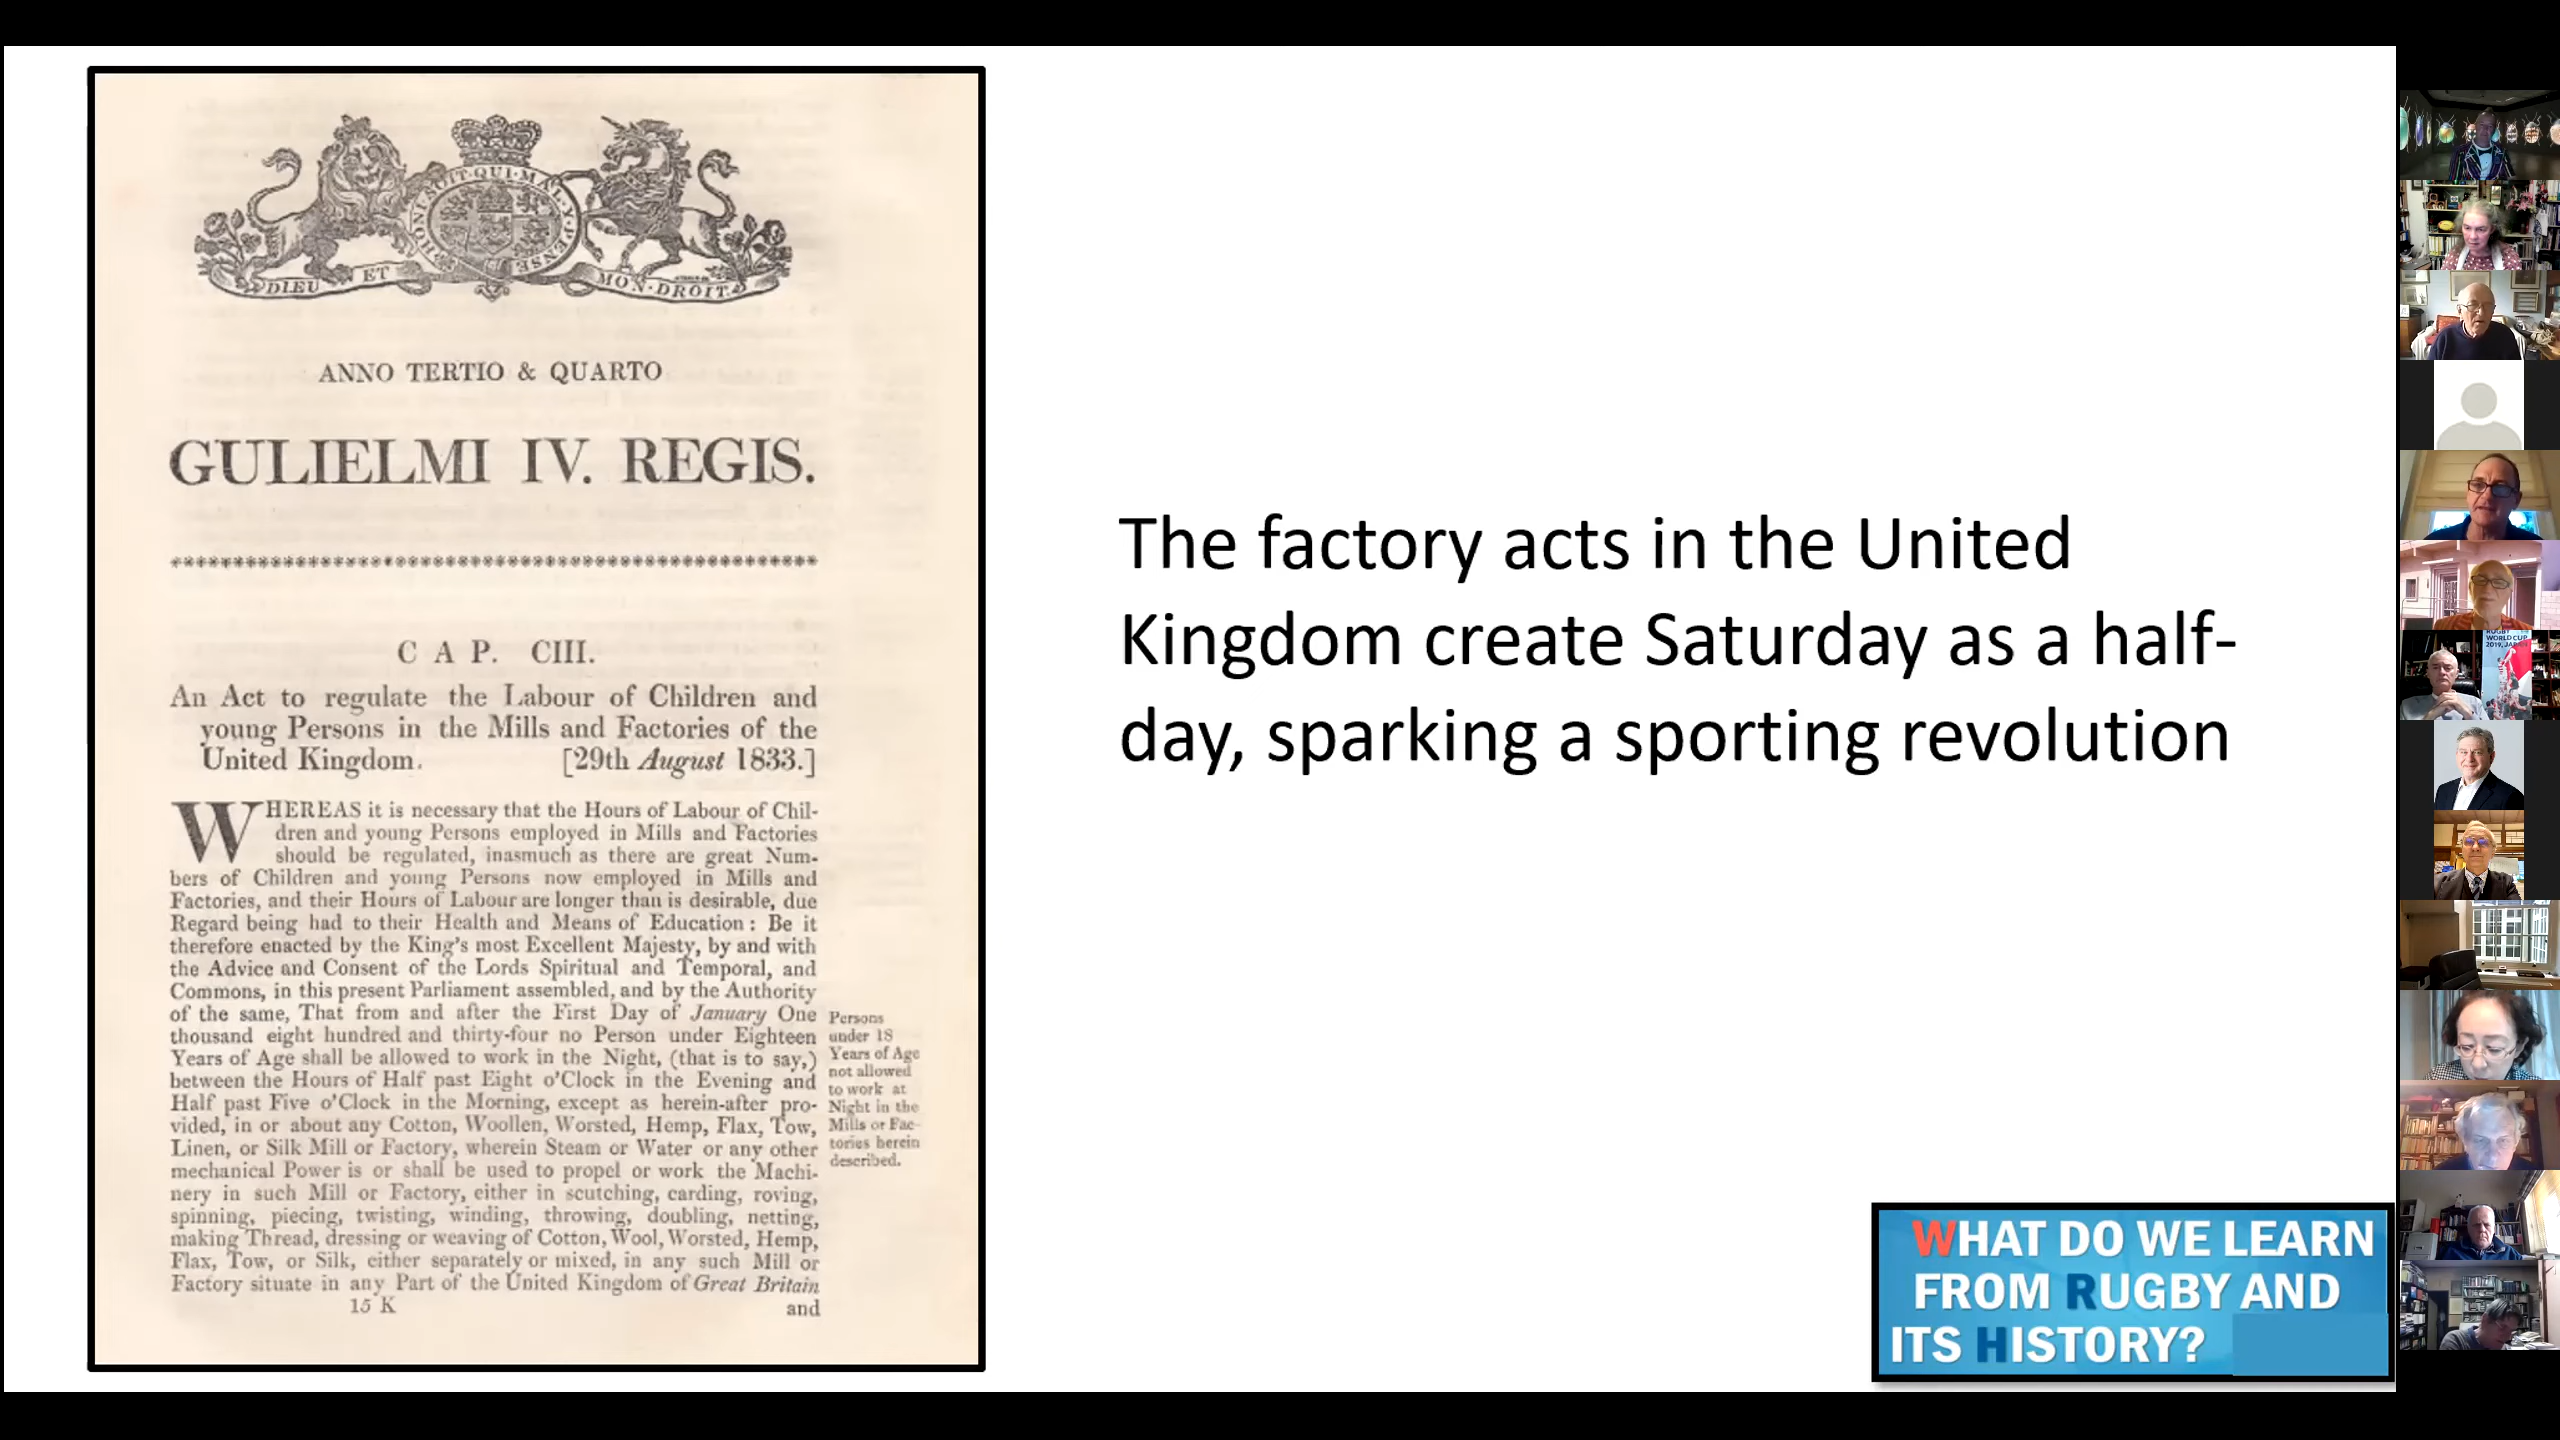 HONI·SOIT·QUI·MAL·Y·PENSE
DIEU ET MON·DROIT.
ANNO TERTIO & QUARTO
GULIELMI IV. REGIS.
CAP. CIII.
An Act to regulate the Labour of Children and
young Persons in the Mills and Factories of the
United Kingdom. [29th August 1833.]
WHEREAS it is necessary that the Hours of Labour of Chil-
dren and young Persons employed in Mills and Factories
should be regulated, inasmuch as there are great Num-
bers of Children and young Persons now employed in Mills and
Factories, and their Hours of Labour are longer than is desirable, due
Regard being had to their Health and Means of Education: Be it
therefore enacted by the King's most Excellent Majesty, by and with
the Advice and Consent of the Lords Spiritual and Temporal, and
Commons, in this present Parliament assembled, and by the Authority
of the same, That from and after the First Day of January One
thousand eight hundred and thirty-four no Person under Eighteen
Years of Age shall be allowed to work in the Night, (that is to say,)
between the Hours of Half past Eight o'Clock in the Evening and
Half past Five o'Clock in the Morning, except as herein-after pro-
vided, in or about any Cotton, Woollen, Worsted, Hemp, Flax, Tow,
Linen, or Silk Mill or Factory, wherein Steam or Water or any other
mechanical Power is or shall be used to propel or work the Machi-
nery in such Mill or Factory, either in scutching, carding, roving,
spinning, piecing, twisting, winding, throwing, doubling, netting,
making Thread, dressing or weaving of Cotton, Wool, Worsted, Hemp,
Flax, Tow, or Silk, either separately or mixed, in any such Mill or
Factory situate in any Part of the United Kingdom of Great Britain
15 K and
Persons
under 18
Years of Age
not allowed
to work at
Night in the
Mills or Fac-
tories herein
described.
The factory acts in the United
Kingdom create Saturday as a half-
day, sparking a sporting revolution
WHAT DO WE LEARN
FROM RUGBY AND
ITS HISTORY?
RUGBY
WORLD CUP